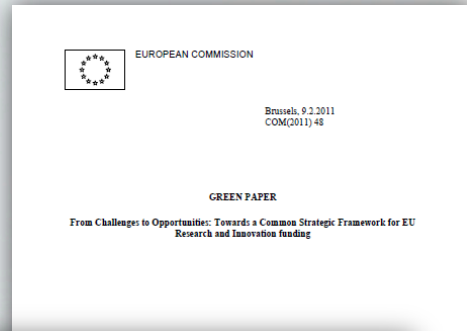 EUROPEAN COMMISSION
Brussels, 9.2.2011
COM(2011) 48
GREEN PAPER
From Challenges to Opportunities: Towards a Common Strategic Framework for EU
Research and Innovation funding